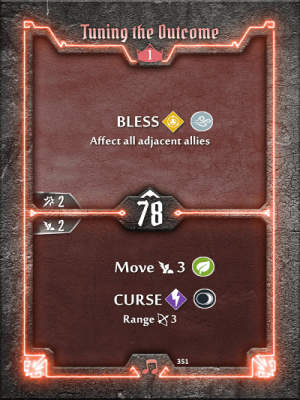 Tuning the Outcome
1
BLESS
Affect all adjacent allies
2
78
2
Move 3
CURSE
Range 3
351